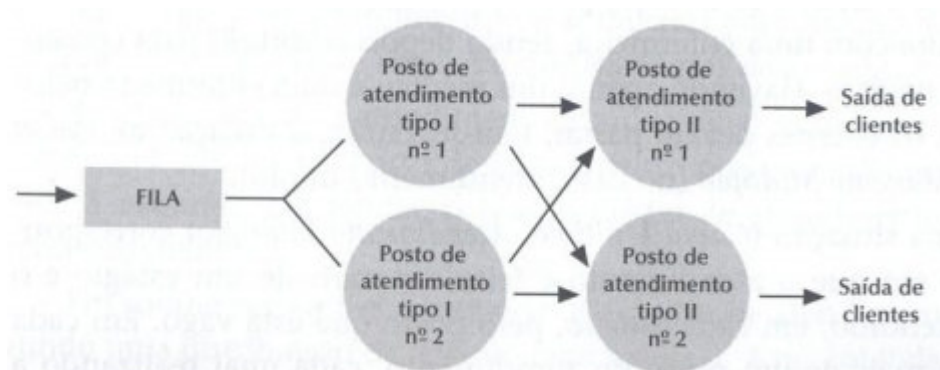 FILA
Posto de
atendimento
tipo I
nº 1
Posto de
atendimento
tipo I
nº 2
Posto de
atendimento
tipo II
nº 1
Posto de
atendimento
tipo II
nº 2
Saída de
clientes
Saída de
clientes